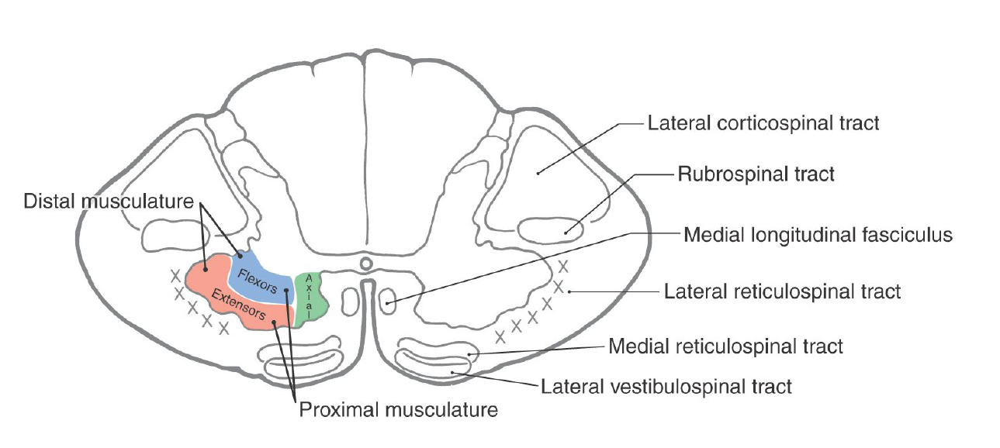 Lateral corticospinal tract
Rubrospinal tract
Distal musculature
Medial longitudinal fasciculus
Flexors
Axial
Extensors
X
X
X
X
X
X
X
X
X
X
Lateral reticulospinal tract
Medial reticulospinal tract
Lateral vestibulospinal tract
Proximal musculature